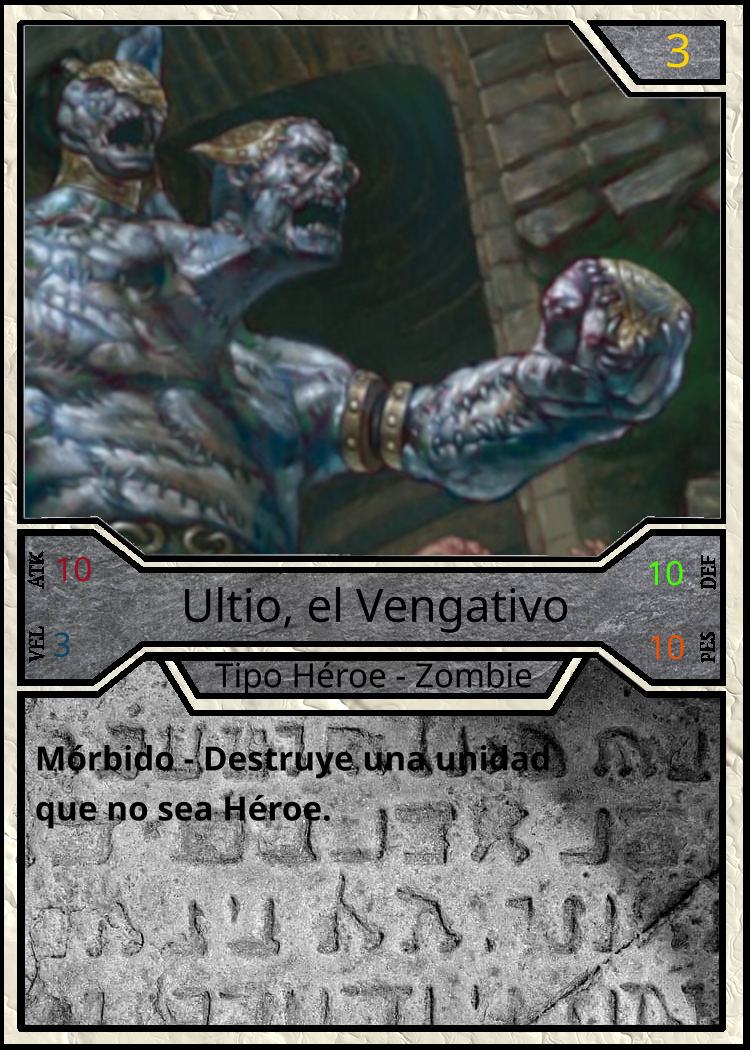 3
ATK 10
10 DEF
Ultio, el Vengativo
VEL 3
10 PES
Tipo Héroe - Zombie
Mórbido - Destruye una unidad
que no sea Héroe.